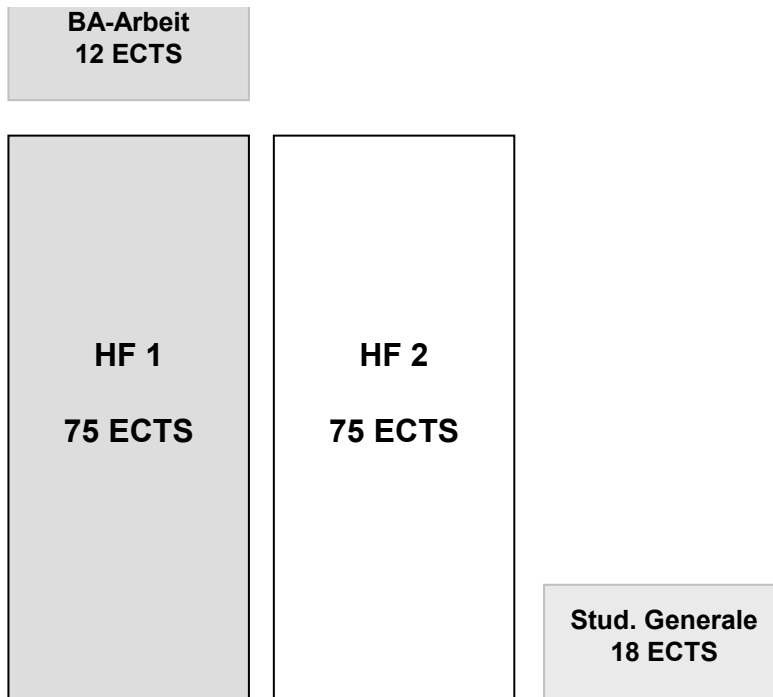 BA-Arbeit
12 ECTS
HF 1
75 ECTS
HF 2
75 ECTS
Stud. Generale
18 ECTS